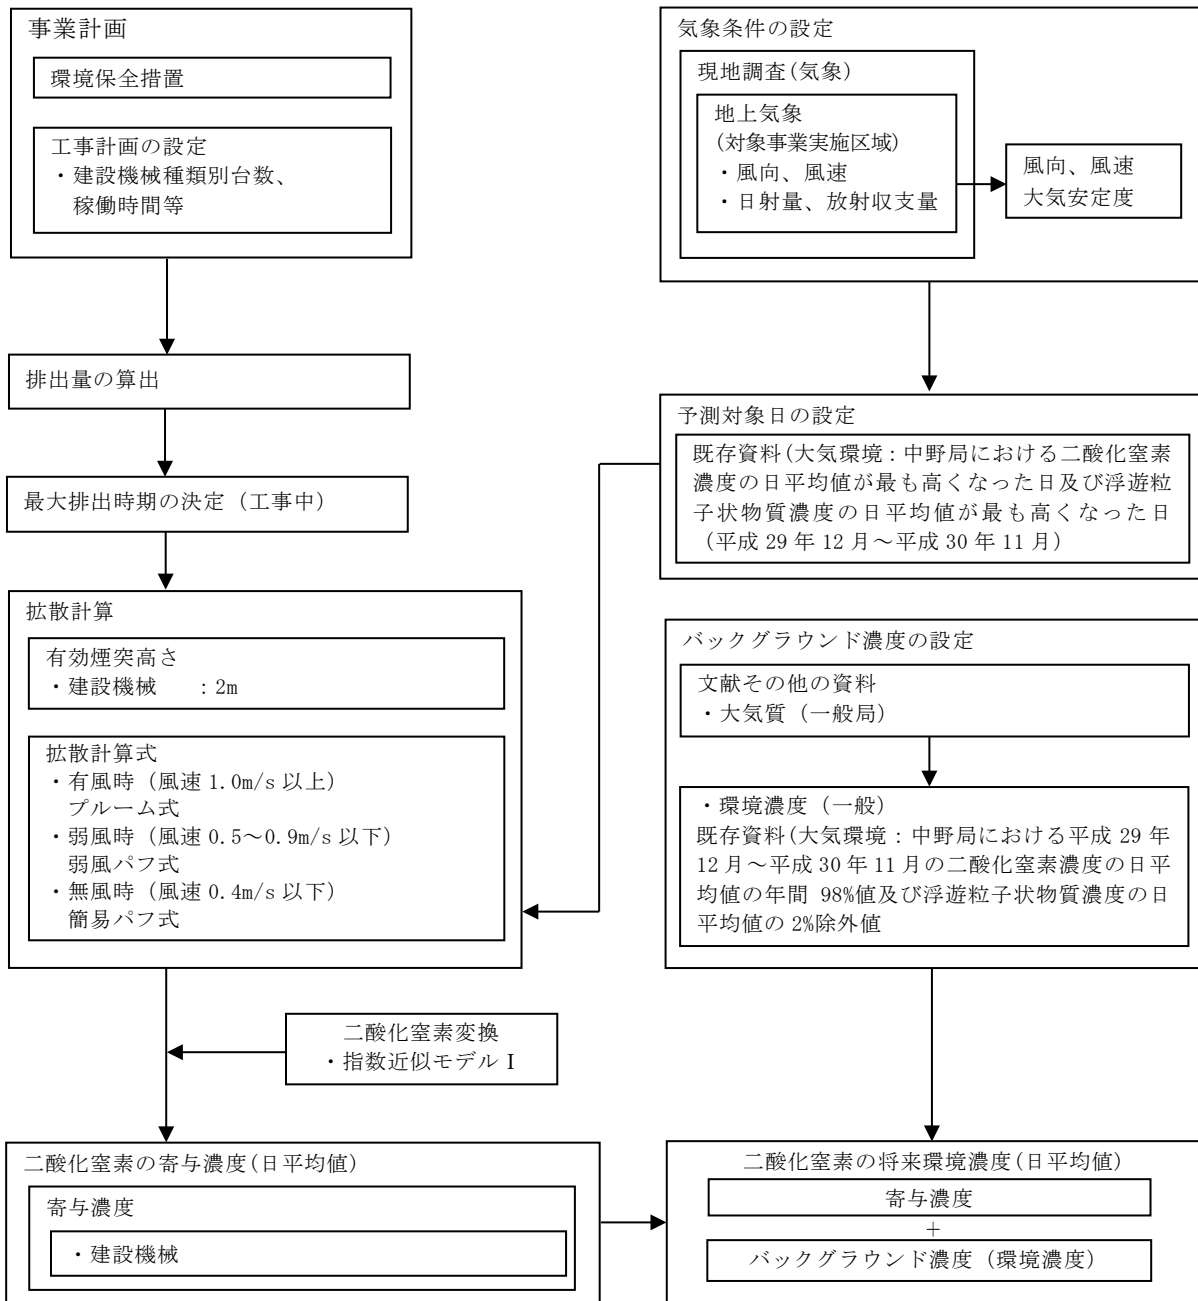 事業計画
環境保全措置
工事計画の設定
・建設機械種類別台数、
稼働時間等
排出量の算出
最大排出時期の決定（工事中）
拡散計算
有効煙突高さ
・建設機械　　：2m
拡散計算式
・有風時（風速 1.0m/s 以上）
プルーム式
・弱風時（風速 0.5～0.9m/s 以下）
弱風パフ式
・無風時（風速 0.4m/s 以下）
簡易パフ式
二酸化窒素変換
・指数近似モデルⅠ
二酸化窒素の寄与濃度(日平均値)
寄与濃度
・建設機械
気象条件の設定
現地調査(気象)
地上気象
(対象事業実施区域)
・風向、風速
・日射量、放射収支量
風向、風速
大気安定度
予測対象日の設定
既存資料(大気環境：中野局における二酸化窒素
濃度の日平均値が最も高くなった日及び浮遊粒
子状物質濃度の日平均値が最も高くなった日
（平成 29 年 12 月～平成 30 年 11 月）
バックグラウンド濃度の設定
文献その他の資料
・大気質（一般局）
・環境濃度（一般）
既存資料(大気環境：中野局における平成 29 年
12 月～平成 30 年 11 月の二酸化窒素濃度の日平
均値の年間 98%値及び浮遊粒子状物質濃度の日
平均値の 2%除外値
二酸化窒素の将来環境濃度(日平均値)
寄与濃度
＋
バックグラウンド濃度（環境濃度）